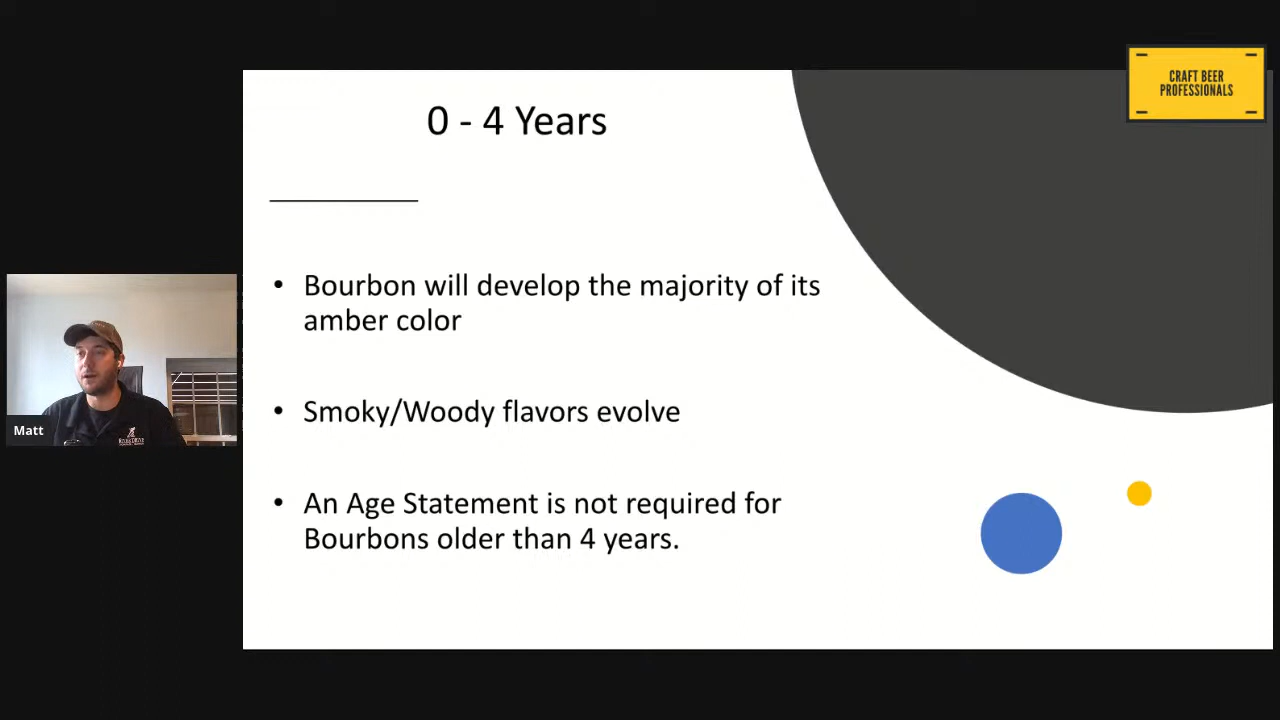 CRAFT BEER
PROFESSIONALS
0 - 4 Years
• Bourbon will develop the majority of its
amber color
• Smoky/Woody flavors evolve
• An Age Statement is not required for
Bourbons older than 4 years.
Matt